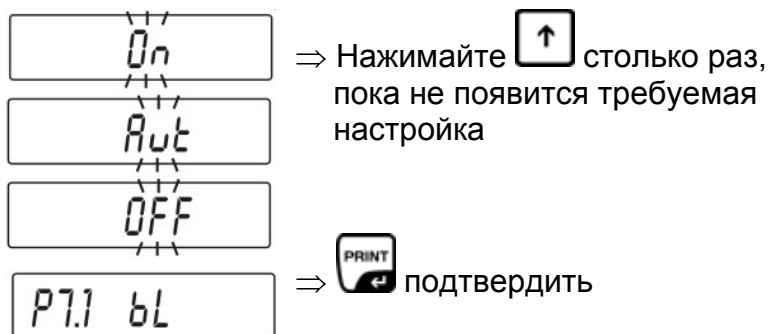 On
⇒ Нажимайте ↑ столько раз,
пока не появится требуемая
настройка
Aut
OFF
P7.1 bL
⇒ PRINT подтвердить